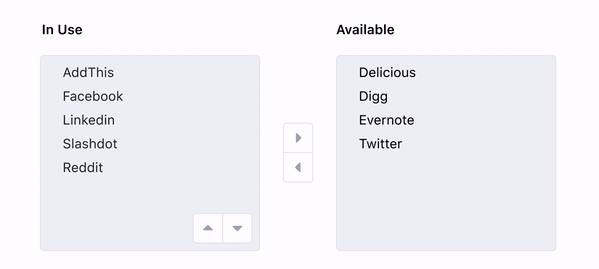 In Use
AddThis
Facebook
Linkedin
Slashdot
Reddit
Available
Delicious
Digg
Evernote
Twitter